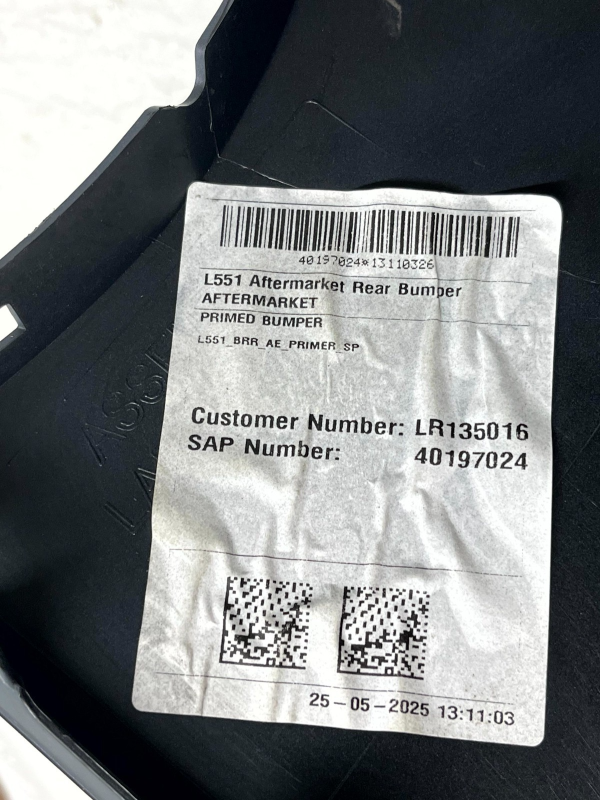 40197024*13110326
L551 Aftermarket Rear Bumper
AFTERMARKET
PRIMED BUMPER
L551_BRR_AE_PRIMER_SP
Customer Number: LR135016
SAP Number: 40197024
25-05-2025 13:11:03